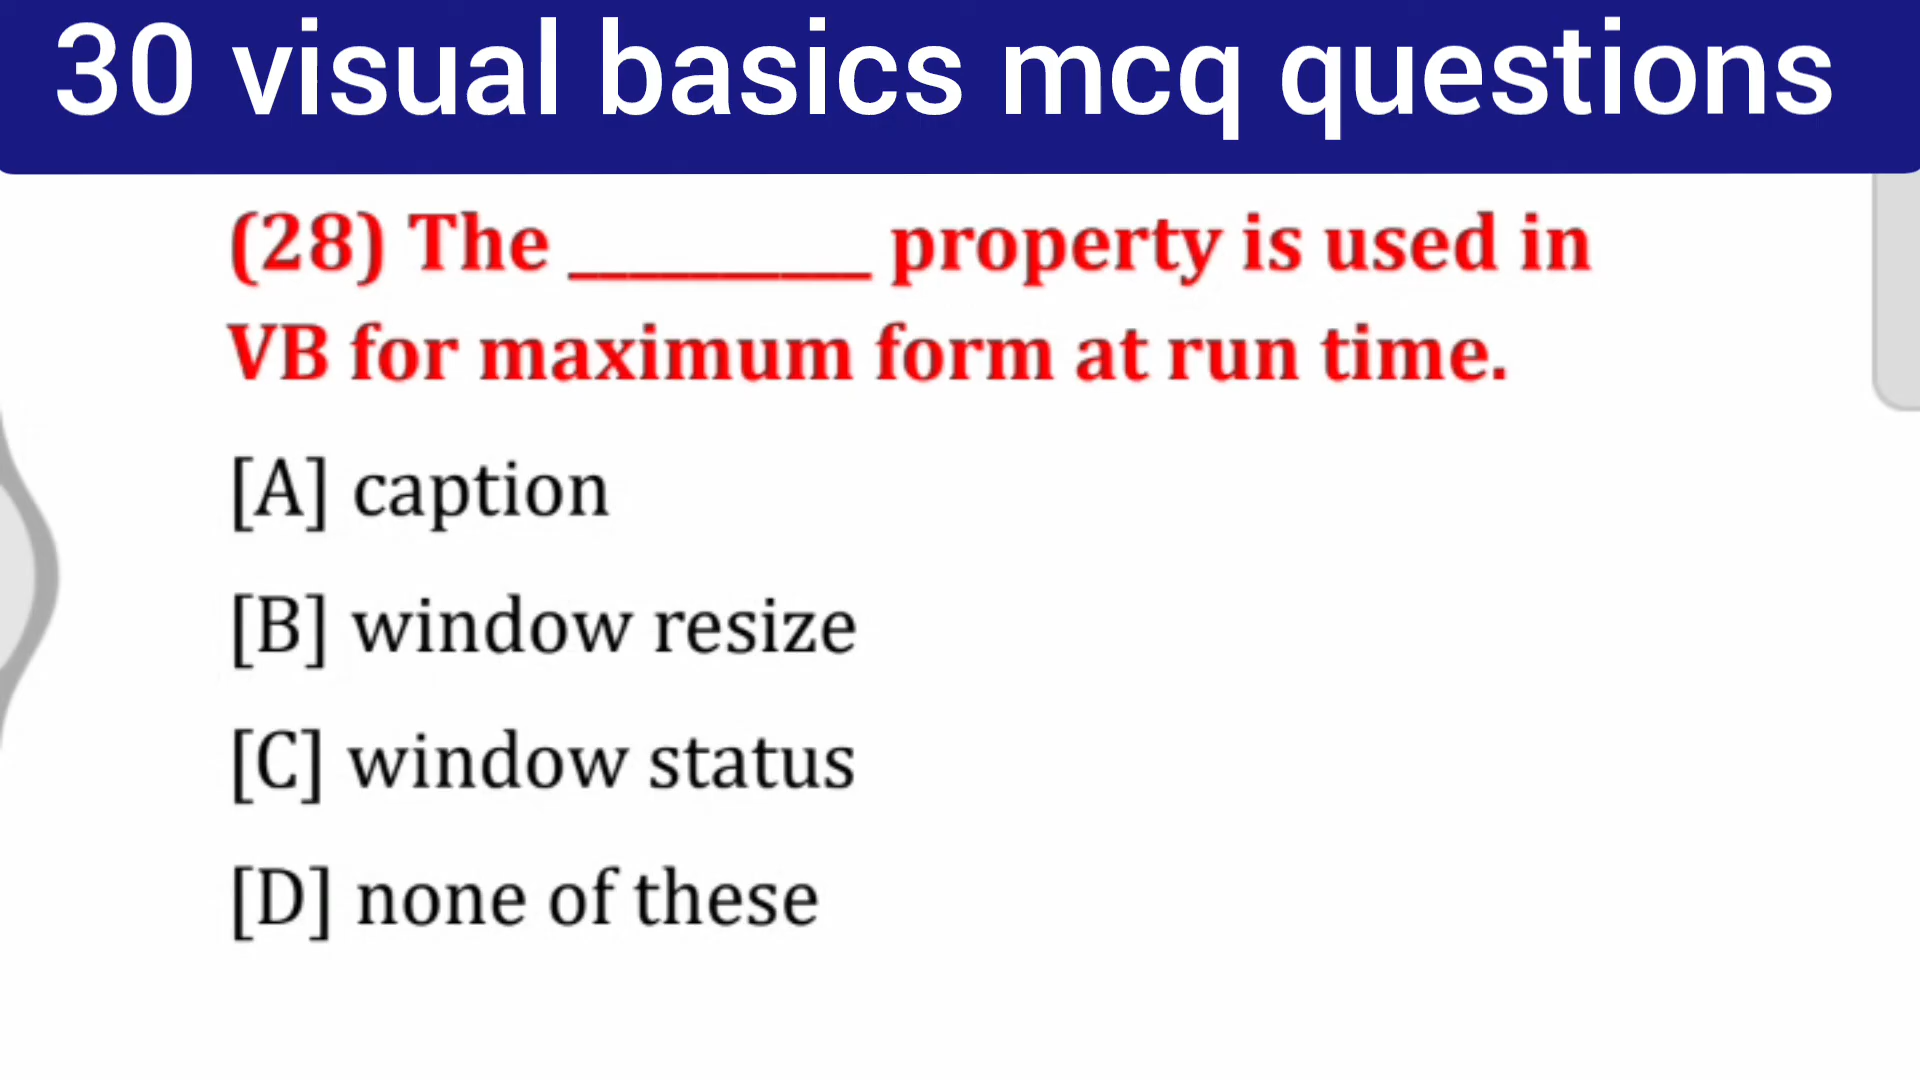 30 visual basics mcq questions
(28) The __________ property is used in
VB for maximum form at run time.
[A] caption
[B] window resize
[C] window status
[D] none of these